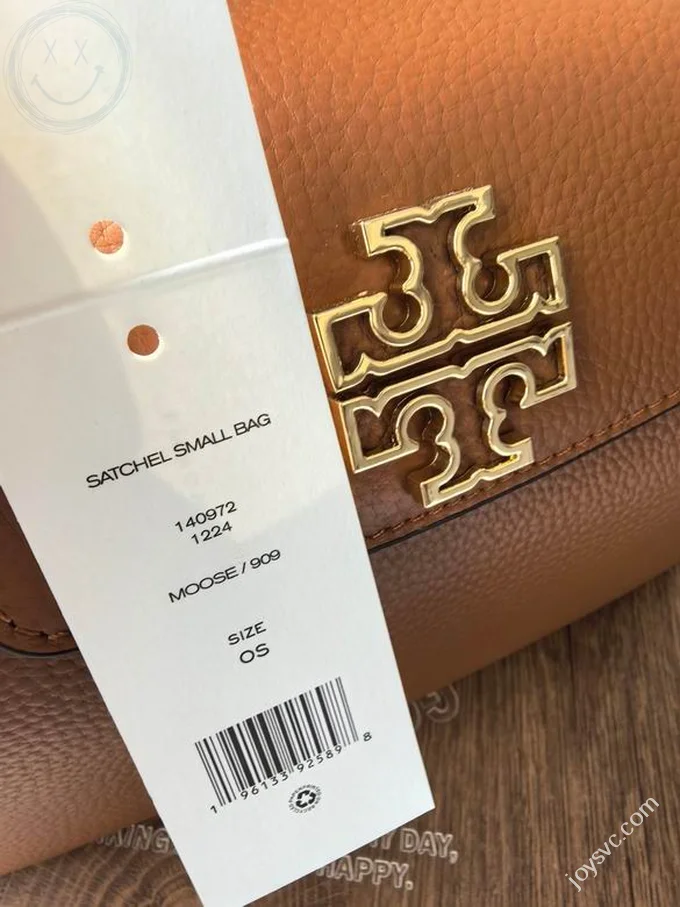 SATCHEL SMALL BAG
140972
1224
MOOSE / 909
SIZE
OS
1 96133 92589 8
DAY,
HAPPY.
joysvc.com